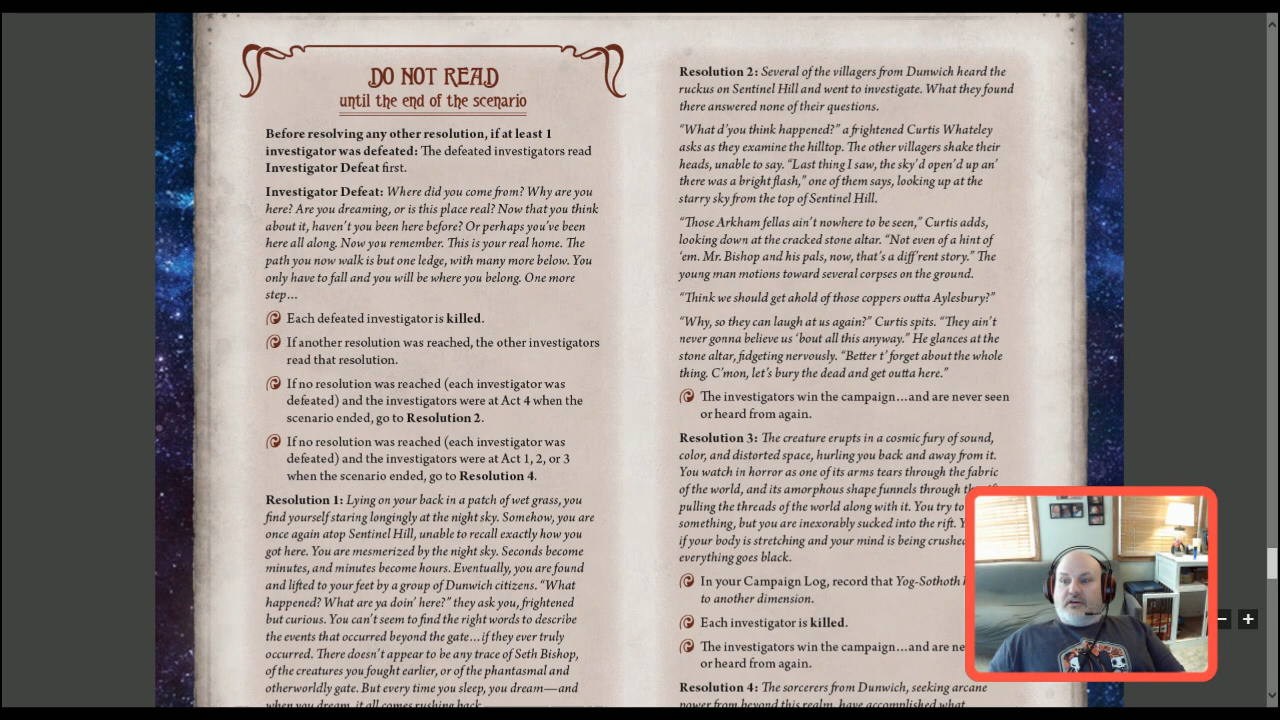 DO NOT READ
until the end of the scenario
Before resolving any other resolution, if at least 1
investigator was defeated: The defeated investigators read
Investigator Defeat first.
Investigator Defeat: Where did you come from? Why are you
here? Are you dreaming, or is this place real? Now that you think
about it, haven't you been here before? Or perhaps you've been
here all along. Now you remember. This is your real home. The
path you now walk is but one ledge, with many more below. You
only have to fall and you will be where you belong. One more
step…
Each defeated investigator is killed.
If another resolution was reached, the other investigators
read that resolution.
If no resolution was reached (each investigator was
defeated) and the investigators were at Act 4 when the
scenario ended, go to Resolution 2.
If no resolution was reached (each investigator was
defeated) and the investigators were at Act 1, 2, or 3
when the scenario ended, go to Resolution 4.
Resolution 1: Lying on your back in a patch of wet grass, you
find yourself staring longingly at the night sky. Somehow, you are
once again atop Sentinel Hill, unable to recall exactly how you
got here. You are mesmerized by the night sky. Seconds become
minutes, and minutes become hours. Eventually, you are found
and lifted to your feet by a group of Dunwich citizens. “What
happened? What are ya doin' here?” they ask you, frightened
but curious. You can't seem to find the right words to describe
the events that occurred beyond the gate…if they ever truly
occurred. There doesn't appear to be any trace of Seth Bishop,
of the creatures you fought earlier, or of the phantasmal and
otherworldly gate. But every time you sleep, you dream—and
when you dream, it all comes rushing back.
Resolution 2: Several of the villagers from Dunwich heard the
ruckus on Sentinel Hill and went to investigate. What they found
there answered none of their questions.
“What d'you think happened?” a frightened Curtis Whateley
asks as they examine the hilltop. The other villagers shake their
heads, unable to say. “Last thing I saw, the sky'd open'd up an'
there was a bright flash,” one of them says, looking up at the
starry sky from the top of Sentinel Hill.
“Those Arkham fellas ain't nowhere to be seen,” Curtis adds,
looking down at the cracked stone altar. “Not even of a hint of
'em. Mr. Bishop and his pals, now, that's a diff'rent story.” The
young man motions toward several corpses on the ground.
“Think we should get ahold of those coppers outta Aylesbury?”
“Why, so they can laugh at us again?” Curtis spits. “They ain't
never gonna believe us 'bout all this anyway.” He glances at the
stone altar, fidgeting nervously. “Better t' forget about the whole
thing. C'mon, let's bury the dead and get outta here.”
The investigators win the campaign…and are never seen
or heard from again.
Resolution 3: The creature erupts in a cosmic fury of sound,
color, and distorted space, hurling you back and away from it.
You watch in horror as one of its arms tears through the fabric
of the world, and its amorphous shape funnels through
pulling the threads of the world along with it. You try to
something, but you are inexorably sucked into the rift.
if your body is stretching and your mind is being crushed
everything goes black.
In your Campaign Log, record that Yog-Sothoth
to another dimension.
Each investigator is killed.
The investigators win the campaign…and are
or heard from again.
Resolution 4: The sorcerers from Dunwich, seeking arcane
power from beyond this realm, have accomplished what